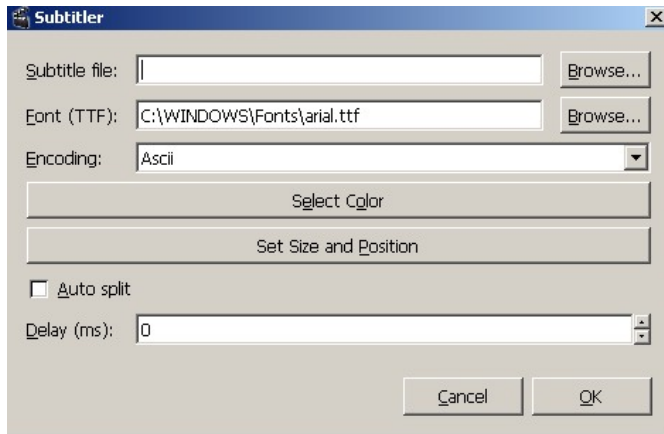 Subtitler
Subtitle file: Browse...
Font (TTF): C:\WINDOWS\Fonts\arial.ttf Browse...
Encoding: Ascii
Select Color
Set Size and Position
Auto split
Delay (ms): 0
Cancel OK